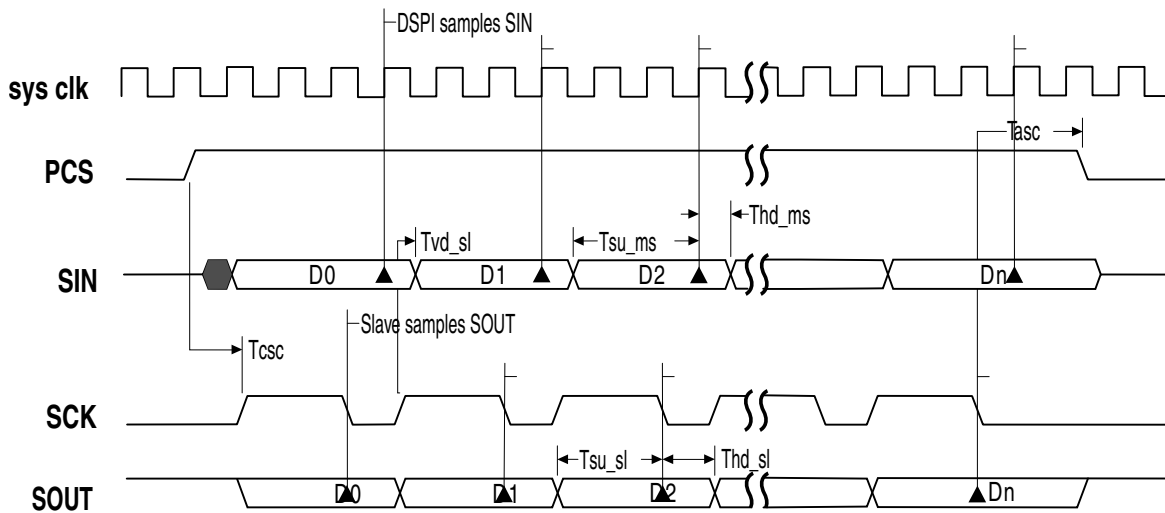 DSPI samples SIN
sys clk
Tasc
PCS
Thd_ms
Tvd_sl
Tsu_ms
SIN
D0
D1
D2
Dn
Slave samples SOUT
Tcsc
SCK
Tsu_sl
Thd_sl
SOUT
D0
D1
D2
Dn